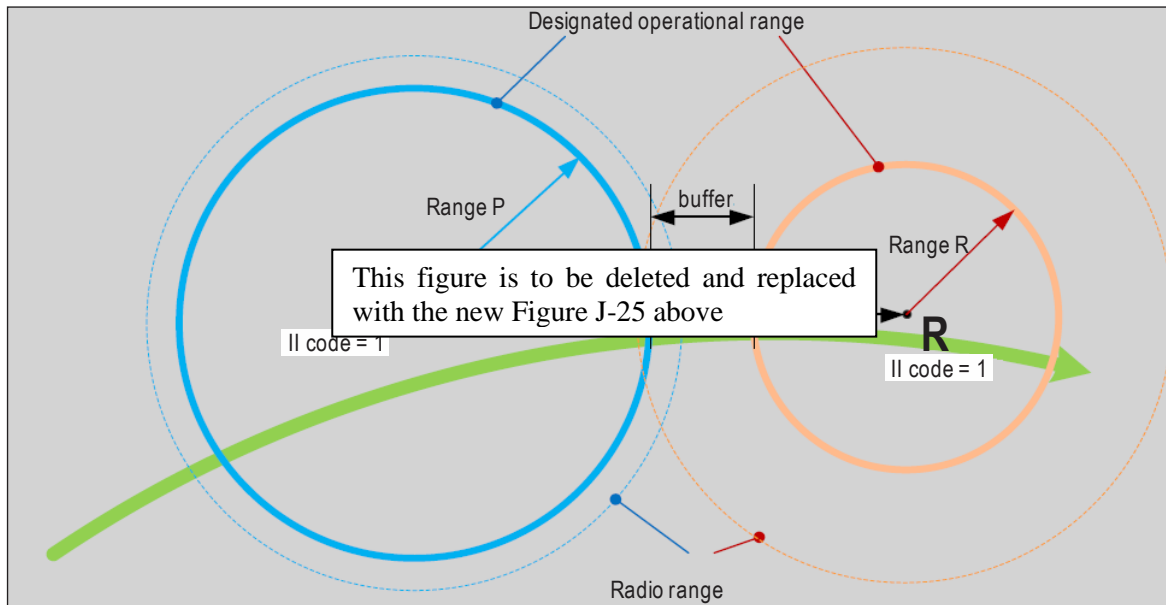 Designated operational range
Range P
buffer
Range R
This figure is to be deleted and replaced
with the new Figure J-25 above
II code = 1
R
II code = 1
Radio range